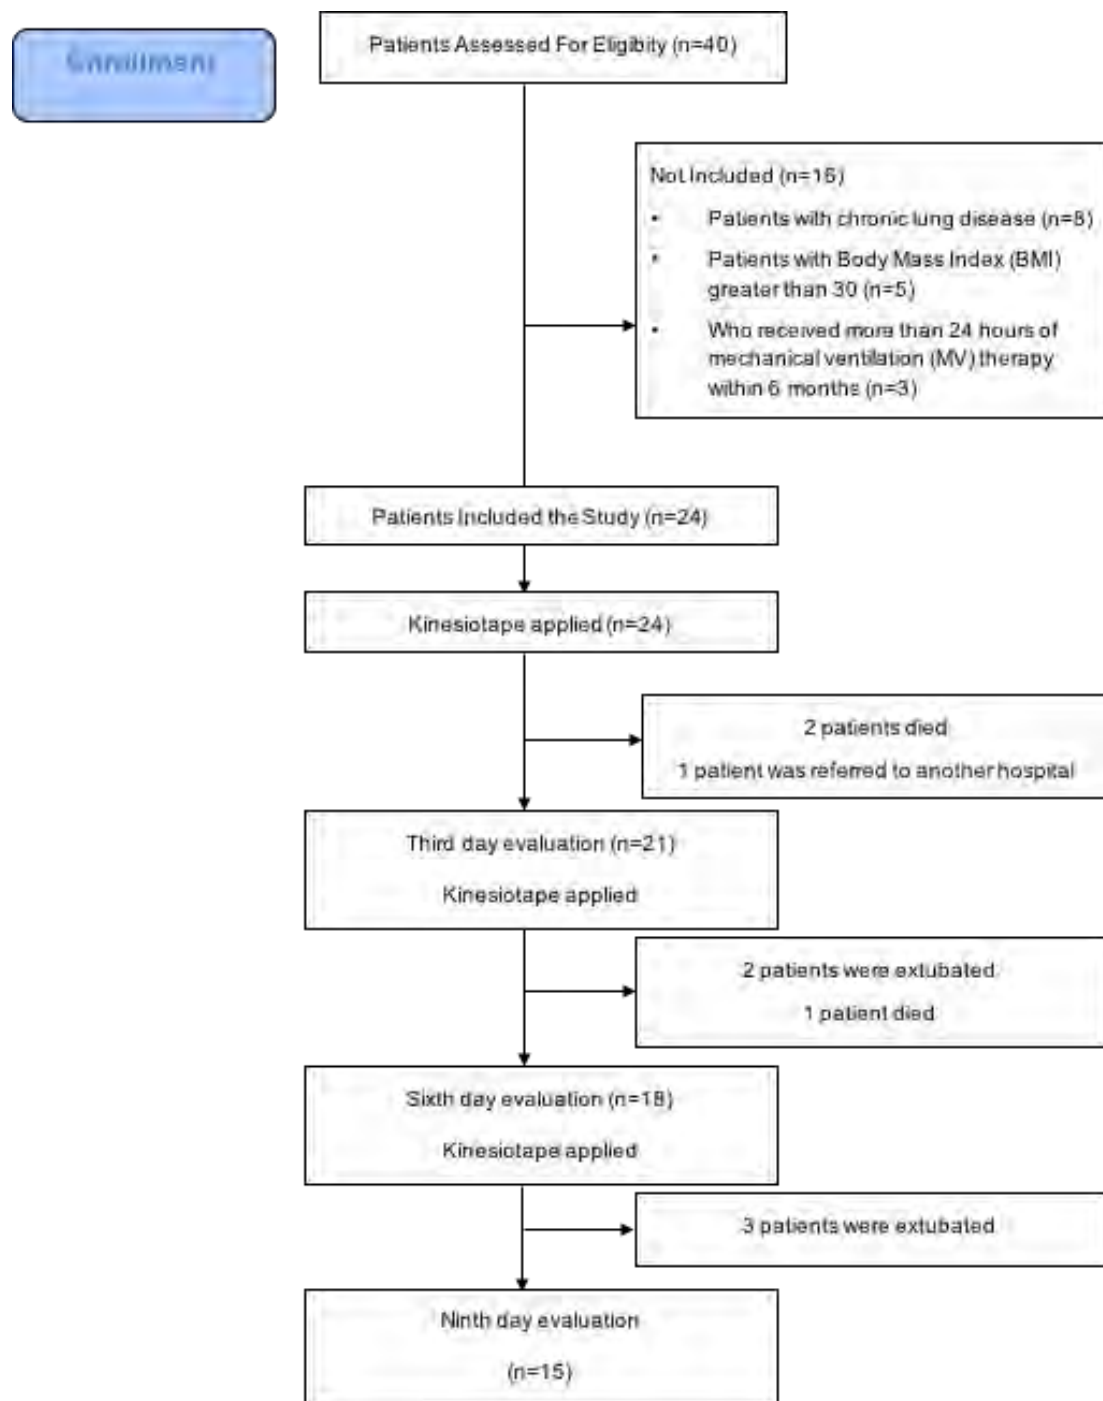 Enrollment
Patients Assessed For Eligibity (n=40)
Not Included (n=16)
• Patients with chronic lung disease (n=8)
• Patients with Body Mass Index (BMI)
greater than 30 (n=5)
• Who received more than 24 hours of
mechanical ventilation (MV) therapy
within 6 months (n=3)
Patients Included the Study (n=24)
Kinesiotape applied (n=24)
2 patients died
1 patient was referred to another hospital
Third day evaluation (n=21)
Kinesiotape applied
2 patients were extubated
1 patient died
Sixth day evaluation (n=18)
Kinesiotape applied
3 patients were extubated
Ninth day evaluation
(n=15)